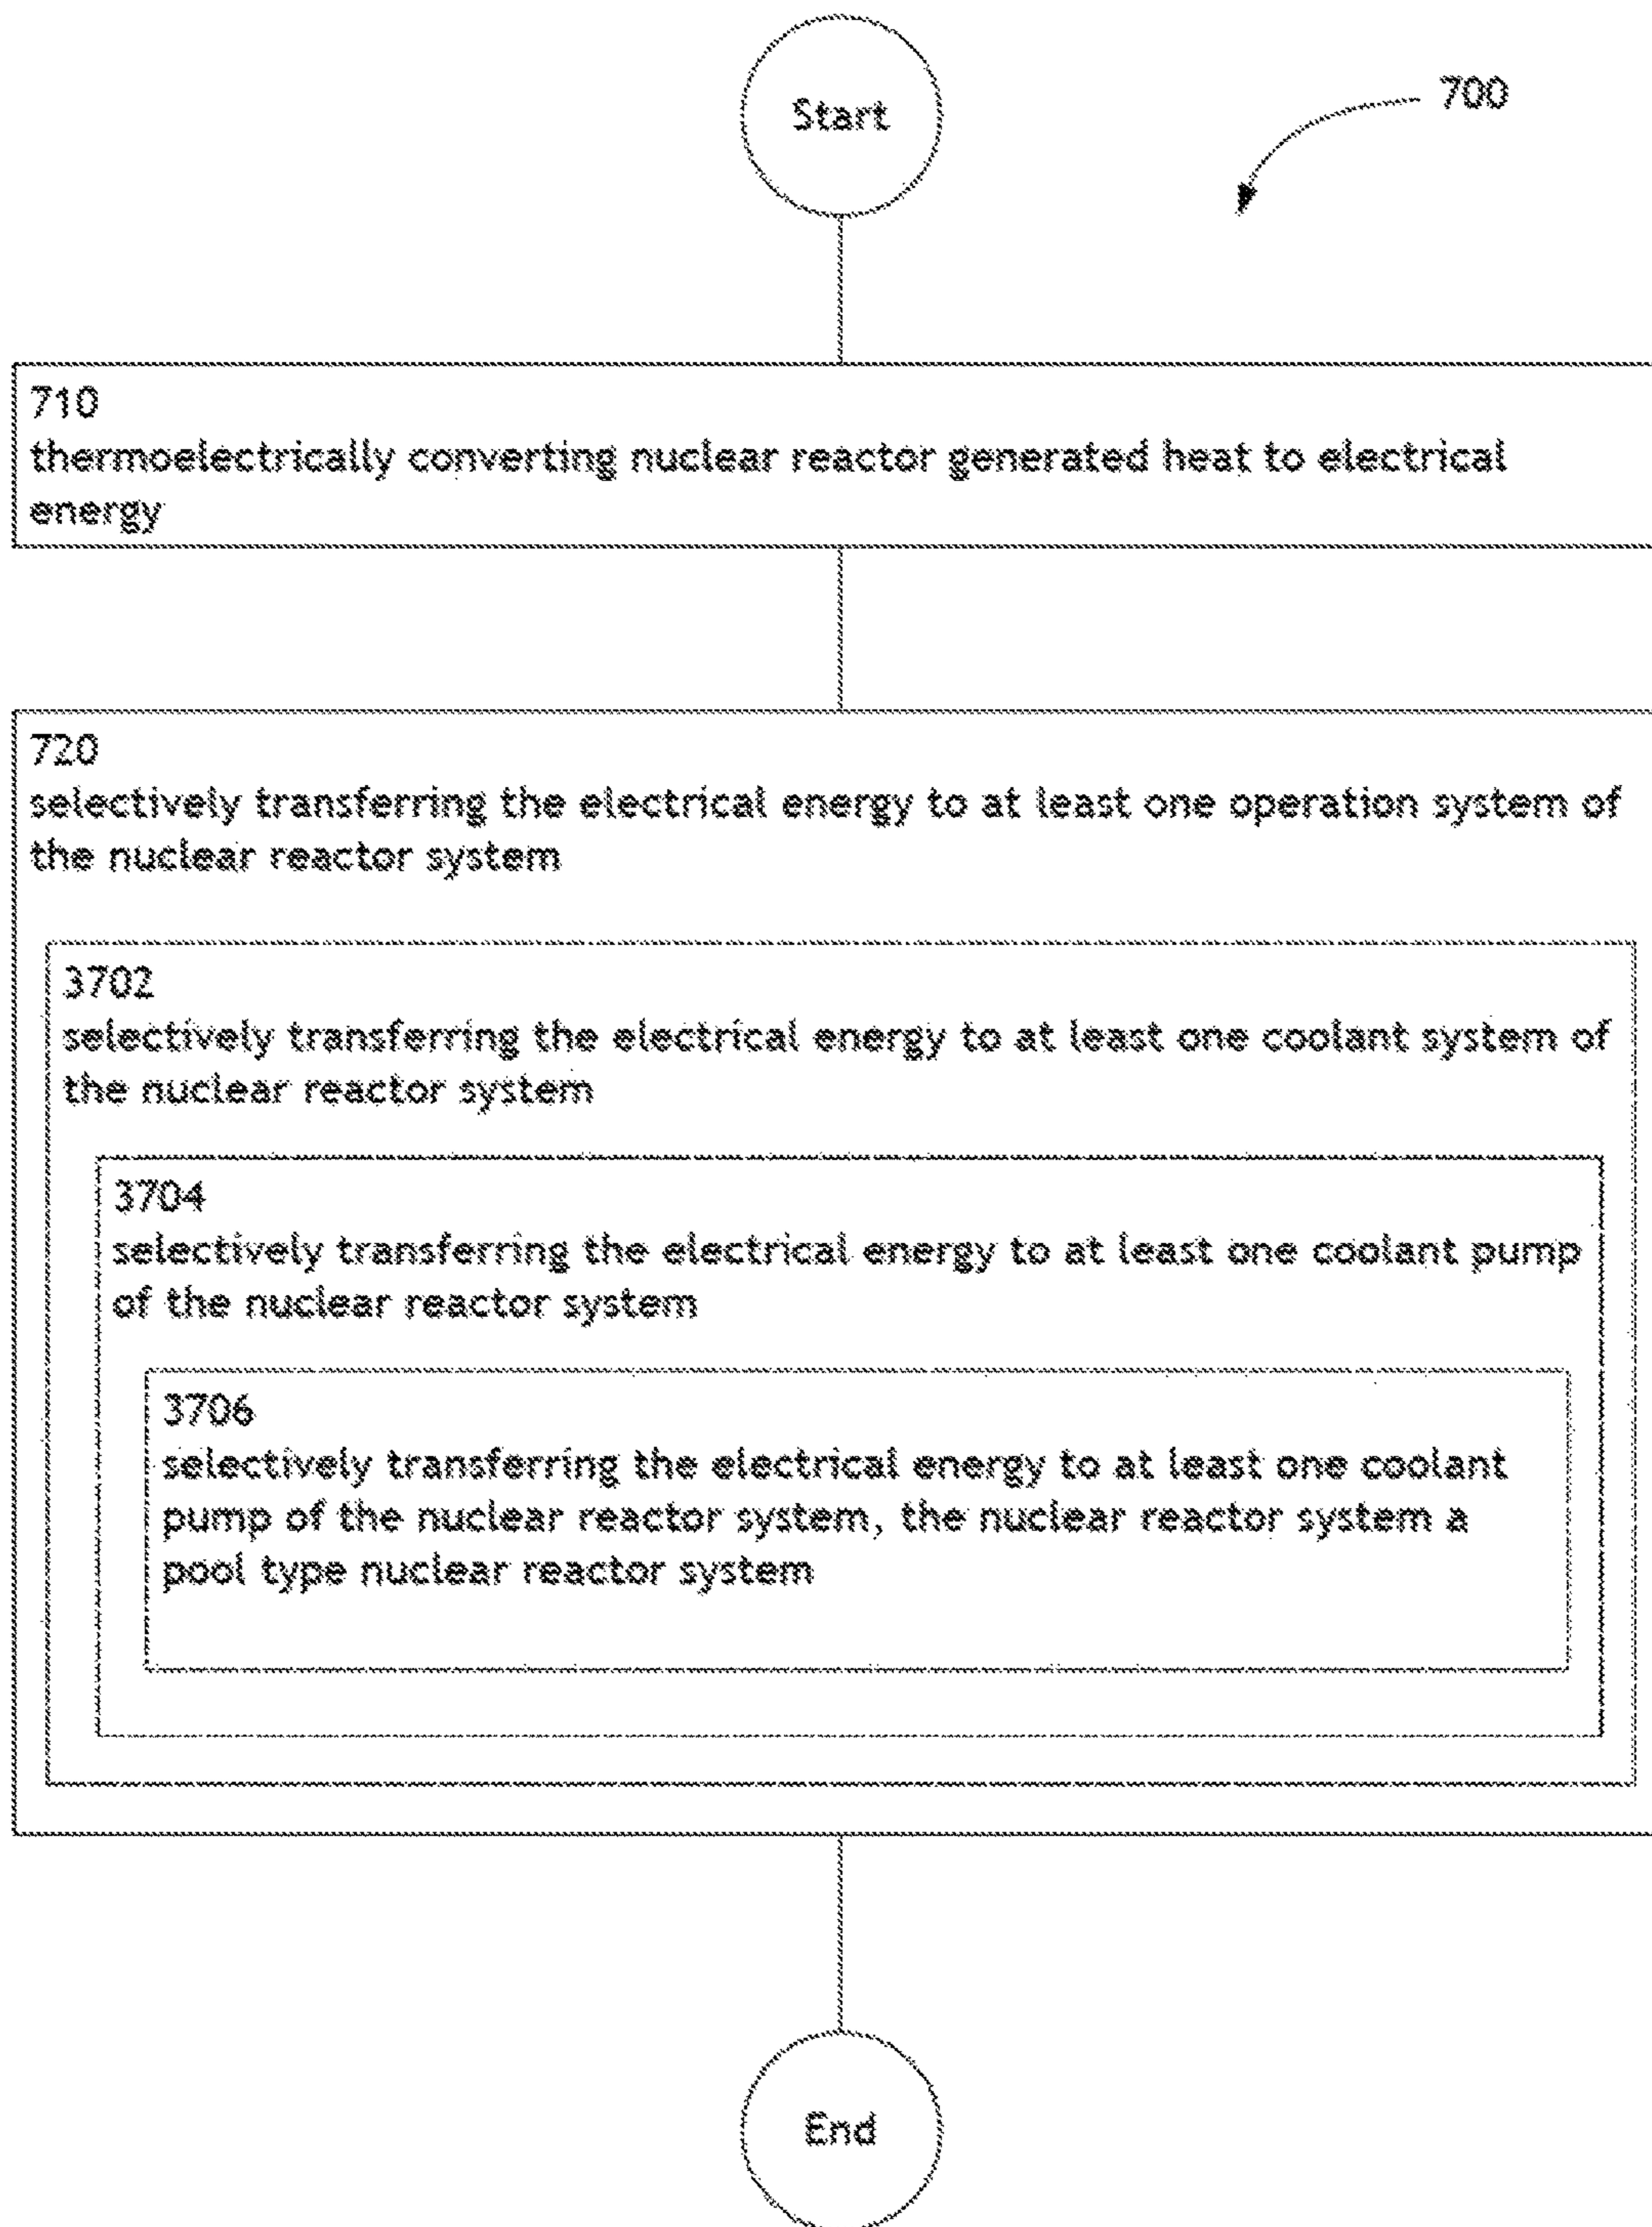 Start
700
710
thermoelectrically converting nuclear reactor generated heat to electrical
energy
720
selectively transferring the electrical energy to at least one operation system of
the nuclear reactor system
3702
selectively transferring the electrical energy to at least one coolant system of
the nuclear reactor system
3704
selectively transferring the electrical energy to at least one coolant pump
of the nuclear reactor system
3706
selectively transferring the electrical energy to at least one coolant
pump of the nuclear reactor system, the nuclear reactor system a
pool type nuclear reactor system
End